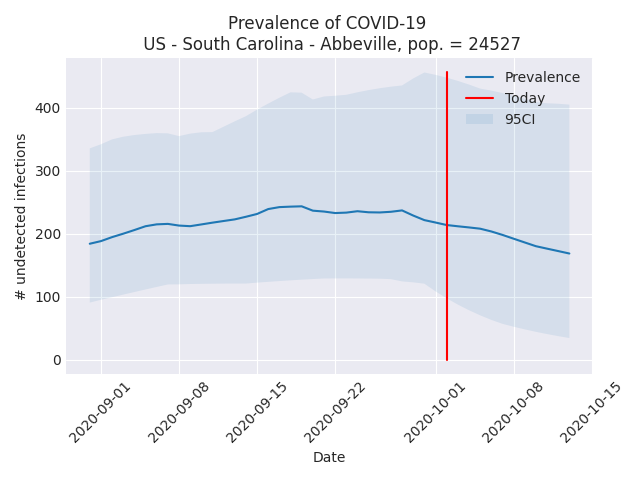 Prevalence of COVID-19
US - South Carolina - Abbeville, pop. = 24527
Prevalence
Today
95CI
# undetected infections
400
300
200
100
0
2020-09-01
2020-09-08
2020-09-15
2020-09-22
2020-10-01
2020-10-08
2020-10-15
Date